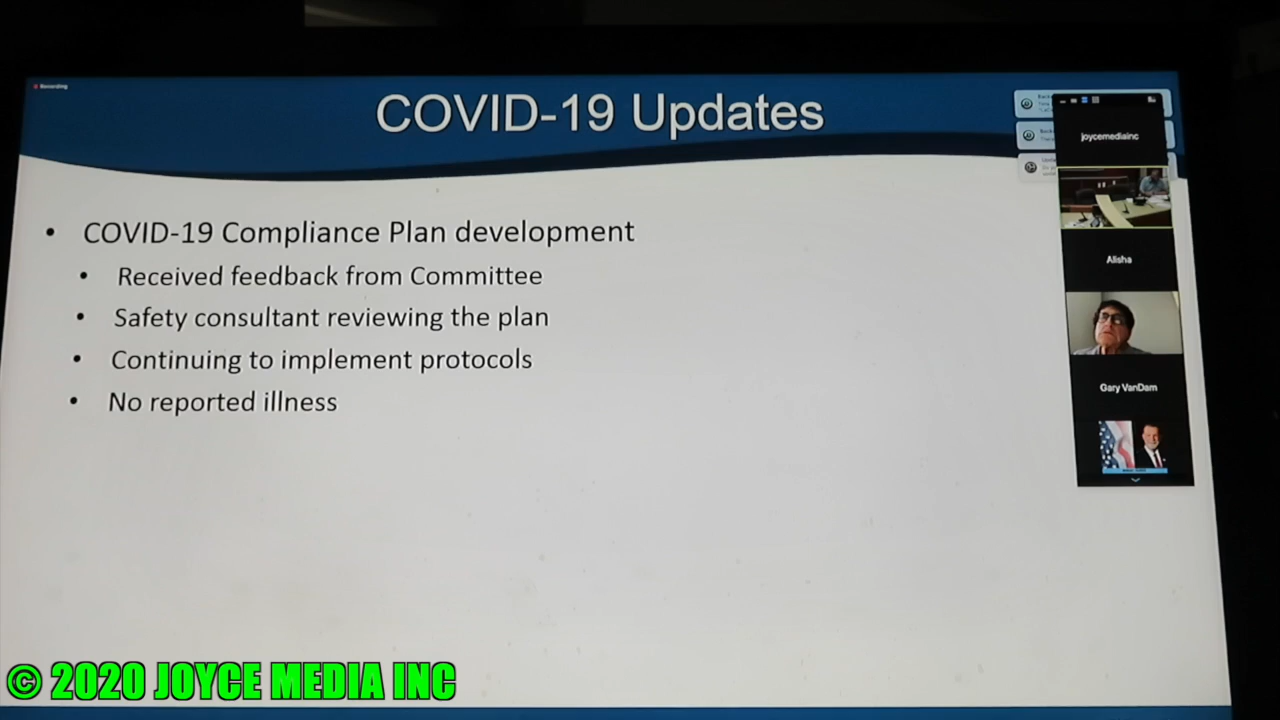 Recording
COVID-19 Updates
joycemediainc
• COVID-19 Compliance Plan development
• Received feedback from Committee
• Safety consultant reviewing the plan
• Continuing to implement protocols
• No reported illness
Alisha
Gary VanDam
© 2020 JOYCE MEDIA INC